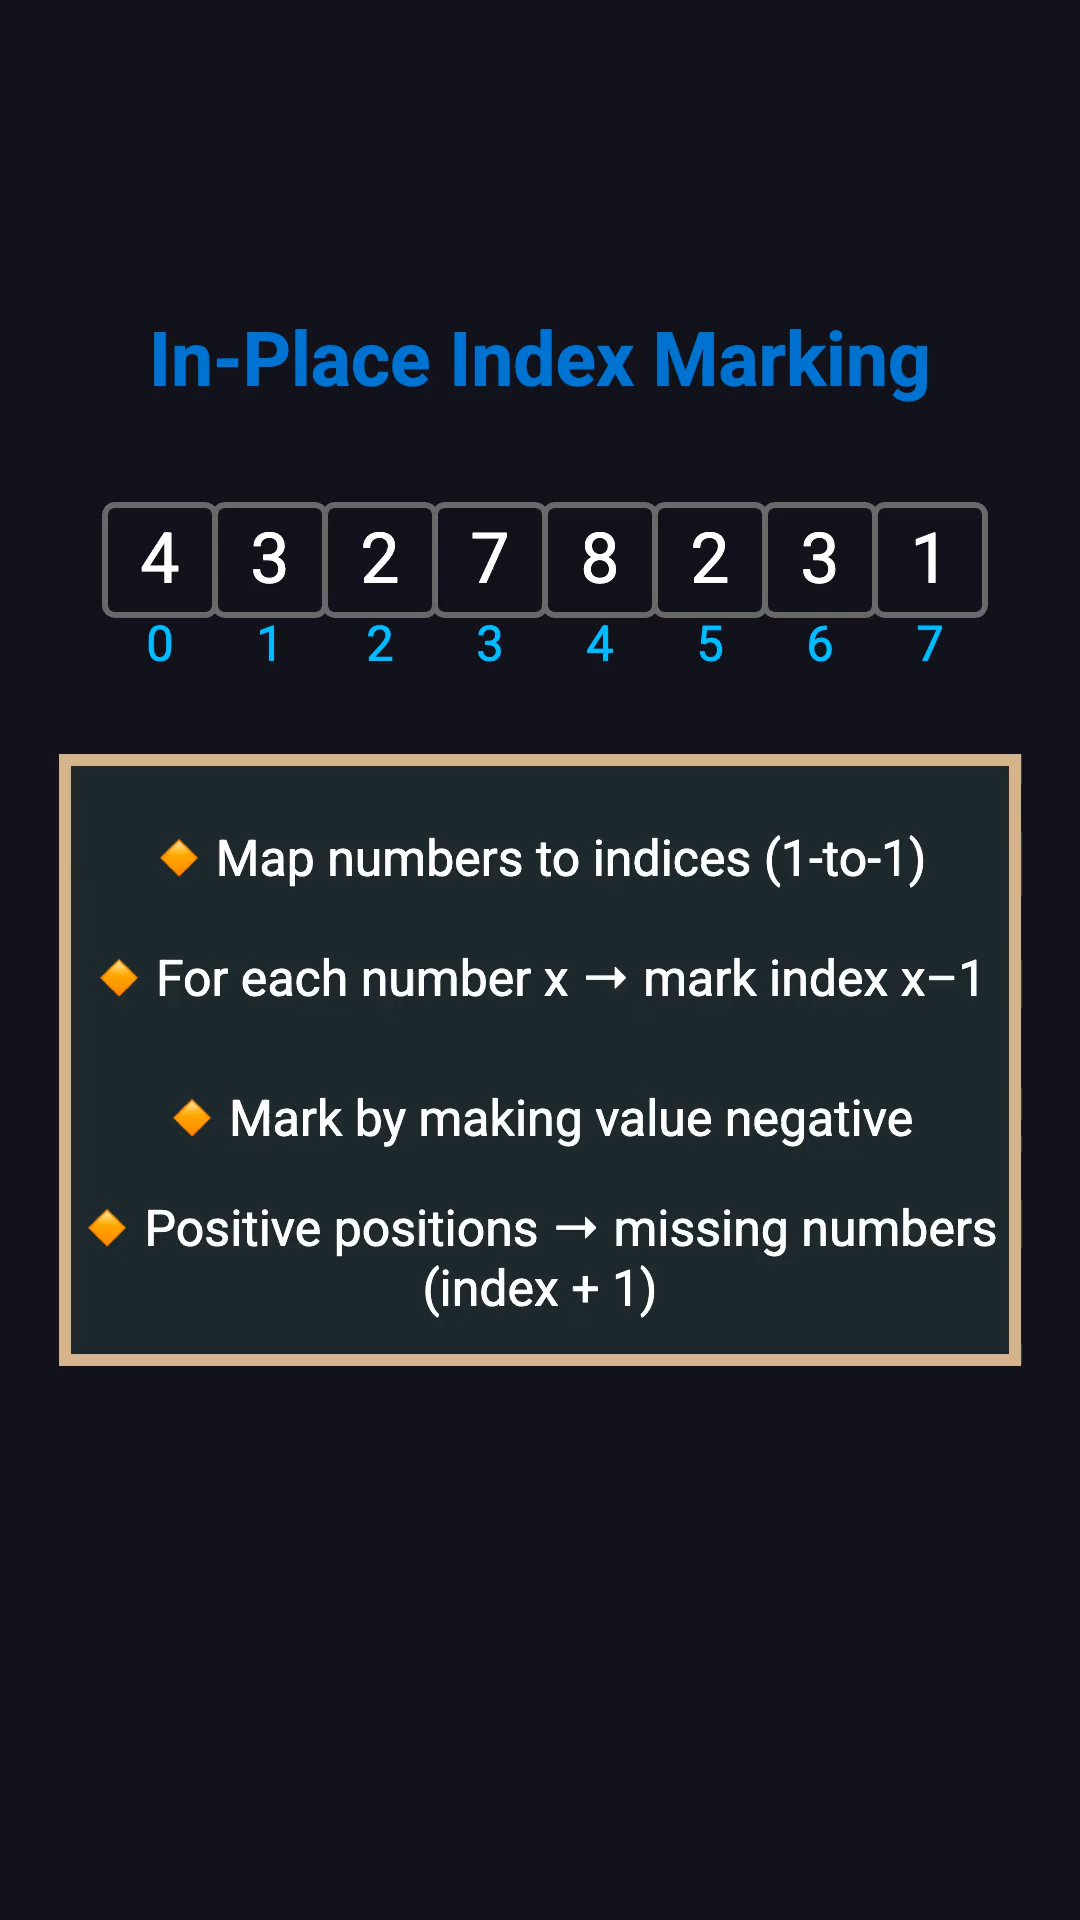 In-Place Index Marking
4 3 2 7 8 2 3 1
0 1 2 3 4 5 6 7
🔶 Map numbers to indices (1-to-1)
🔶 For each number x → mark index x−1
🔶 Mark by making value negative
🔶 Positive positions → missing numbers
(index + 1)